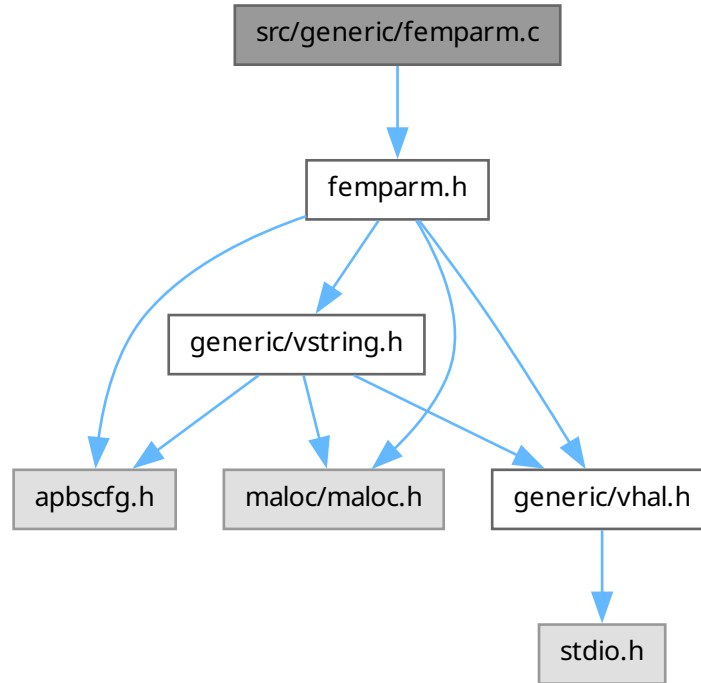 src/generic/femparm.c
femparm.h
generic/vstring.h
apbscfg.h
maloc/maloc.h
generic/vhal.h
stdio.h